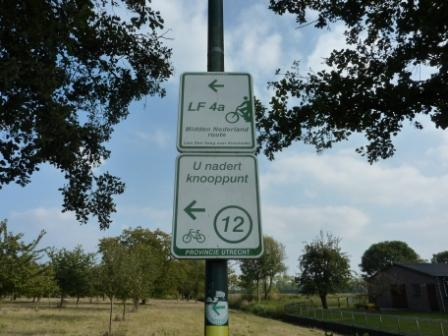 LF 4a
Midden Nederland
route
U nadert
knooppunt
12
PROVINCIE UTRECHT